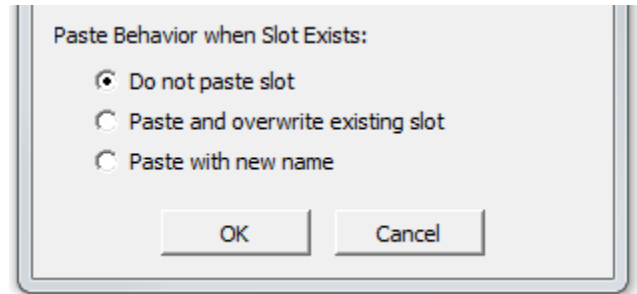 Paste Behavior when Slot Exists:
Do not paste slot
Paste and overwrite existing slot
Paste with new name
OK Cancel